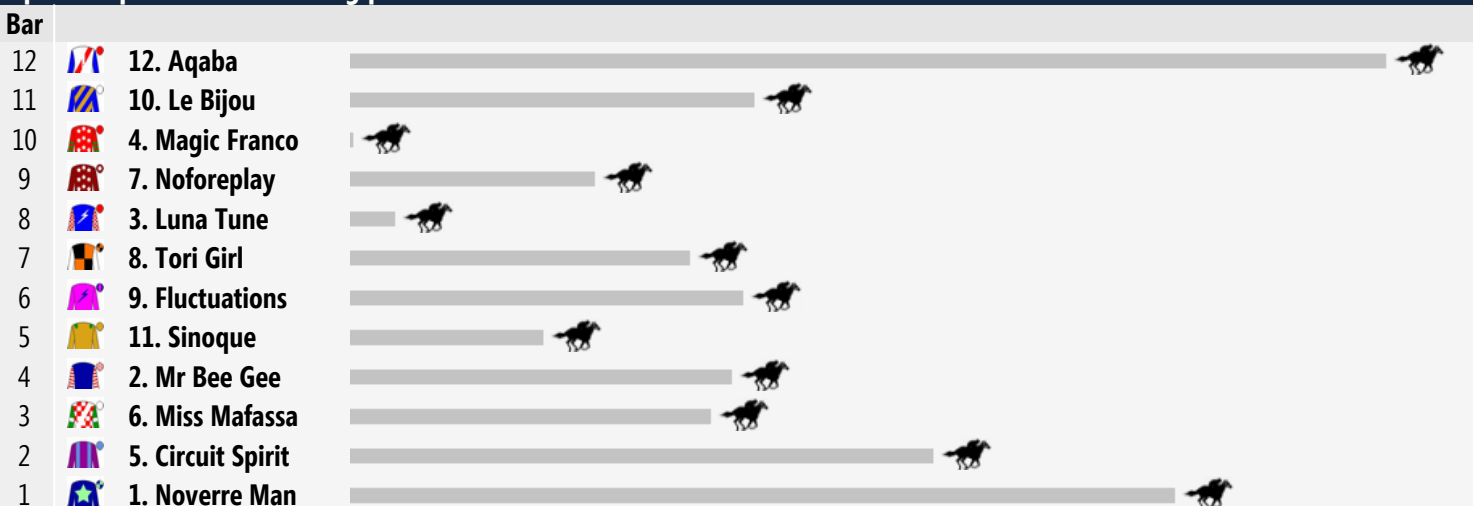 Bar
12 12. Aqaba
11 10. Le Bijou
10 4. Magic Franco
9 7. Noforeplay
8 3. Luna Tune
7 8. Tori Girl
6 9. Fluctuations
5 11. Sinoque
4 2. Mr Bee Gee
3 6. Miss Mafassa
2 5. Circuit Spirit
1 1. Noverre Man